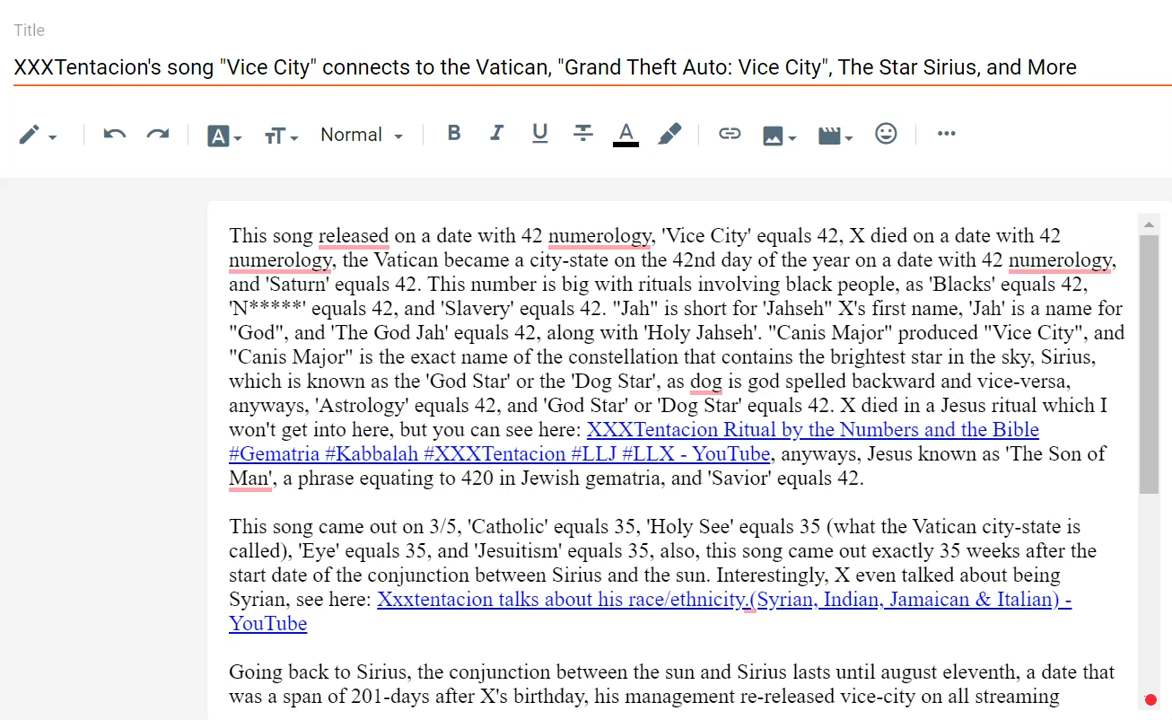 Title
XXXTentacion's song "Vice City" connects to the Vatican, "Grand Theft Auto: Vice City", The Star Sirius, and More
A
TT
Normal
B I U T A
This song released on a date with 42 numerology, 'Vice City' equals 42, X died on a date with 42
numerology, the Vatican became a city-state on the 42nd day of the year on a date with 42 numerology,
and 'Saturn' equals 42. This number is big with rituals involving black people, as 'Blacks' equals 42,
'N*****' equals 42, and 'Slavery' equals 42. "Jah" is short for 'Jahseh" X's first name, 'Jah' is a name for
"God", and 'The God Jah' equals 42, along with 'Holy Jahseh'. "Canis Major" produced "Vice City", and
"Canis Major" is the exact name of the constellation that contains the brightest star in the sky, Sirius,
which is known as the 'God Star' or the 'Dog Star', as dog is god spelled backward and vice-versa,
anyways, 'Astrology' equals 42, and 'God Star' or 'Dog Star' equals 42. X died in a Jesus ritual which I
won't get into here, but you can see here: XXXTentacion Ritual by the Numbers and the Bible
#Gematria #Kabbalah #XXXTentacion #LLJ #LLX - YouTube, anyways, Jesus known as 'The Son of
Man', a phrase equating to 420 in Jewish gematria, and 'Savior' equals 42.
This song came out on 3/5, 'Catholic' equals 35, 'Holy See' equals 35 (what the Vatican city-state is
called), 'Eye' equals 35, and 'Jesuitism' equals 35, also, this song came out exactly 35 weeks after the
start date of the conjunction between Sirius and the sun. Interestingly, X even talked about being
Syrian, see here: Xxxtentacion talks about his race/ethnicity.(Syrian, Indian, Jamaican & Italian) -
YouTube
Going back to Sirius, the conjunction between the sun and Sirius lasts until august eleventh, a date that
was a span of 201-days after X's birthday, his management re-released vice-city on all streaming